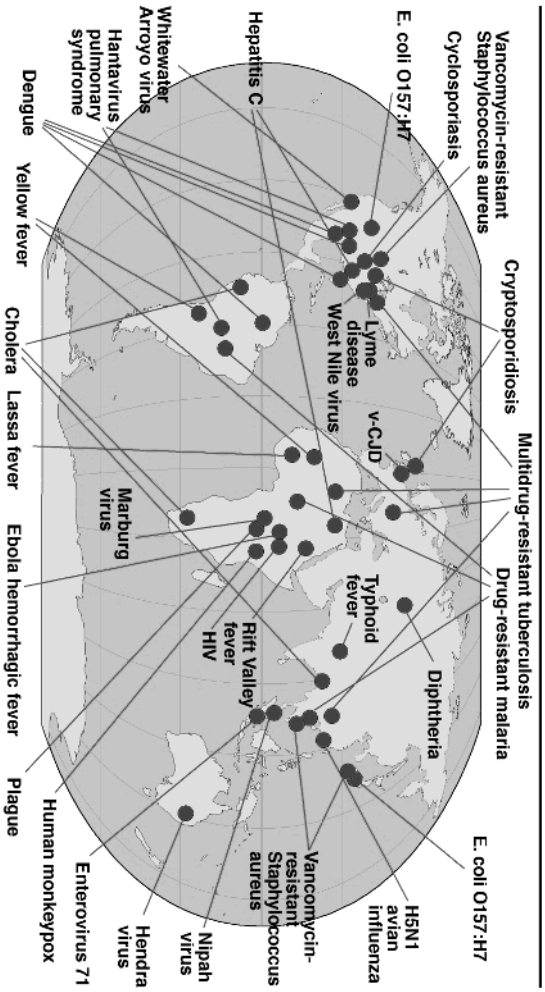 Vancomycin-resistant
Staphylococcus aureus
Cyclosporiasis
E. coli O157:H7
Hepatitis C
Whitewater
Arroyo virus
Hantavirus
pulmonary
syndrome
Dengue
Yellow fever
Cholera
Lassa fever
Ebola hemorrhagic fever
Plague
Human monkeypox
Enterovirus 71
Hendra
virus
Nipah
virus
Vancomycin-
resistant
Staphylococcus
aureus
H5N1
avian
influenza
E. coli O157:H7
Drug-resistant malaria
Multidrug-resistant tuberculosis
Cryptosporidiosis
Lyme
disease
West Nile virus
v-CJD
Typhoid
fever
Diphtheria
Rift Valley
fever
HIV
Marburg
virus